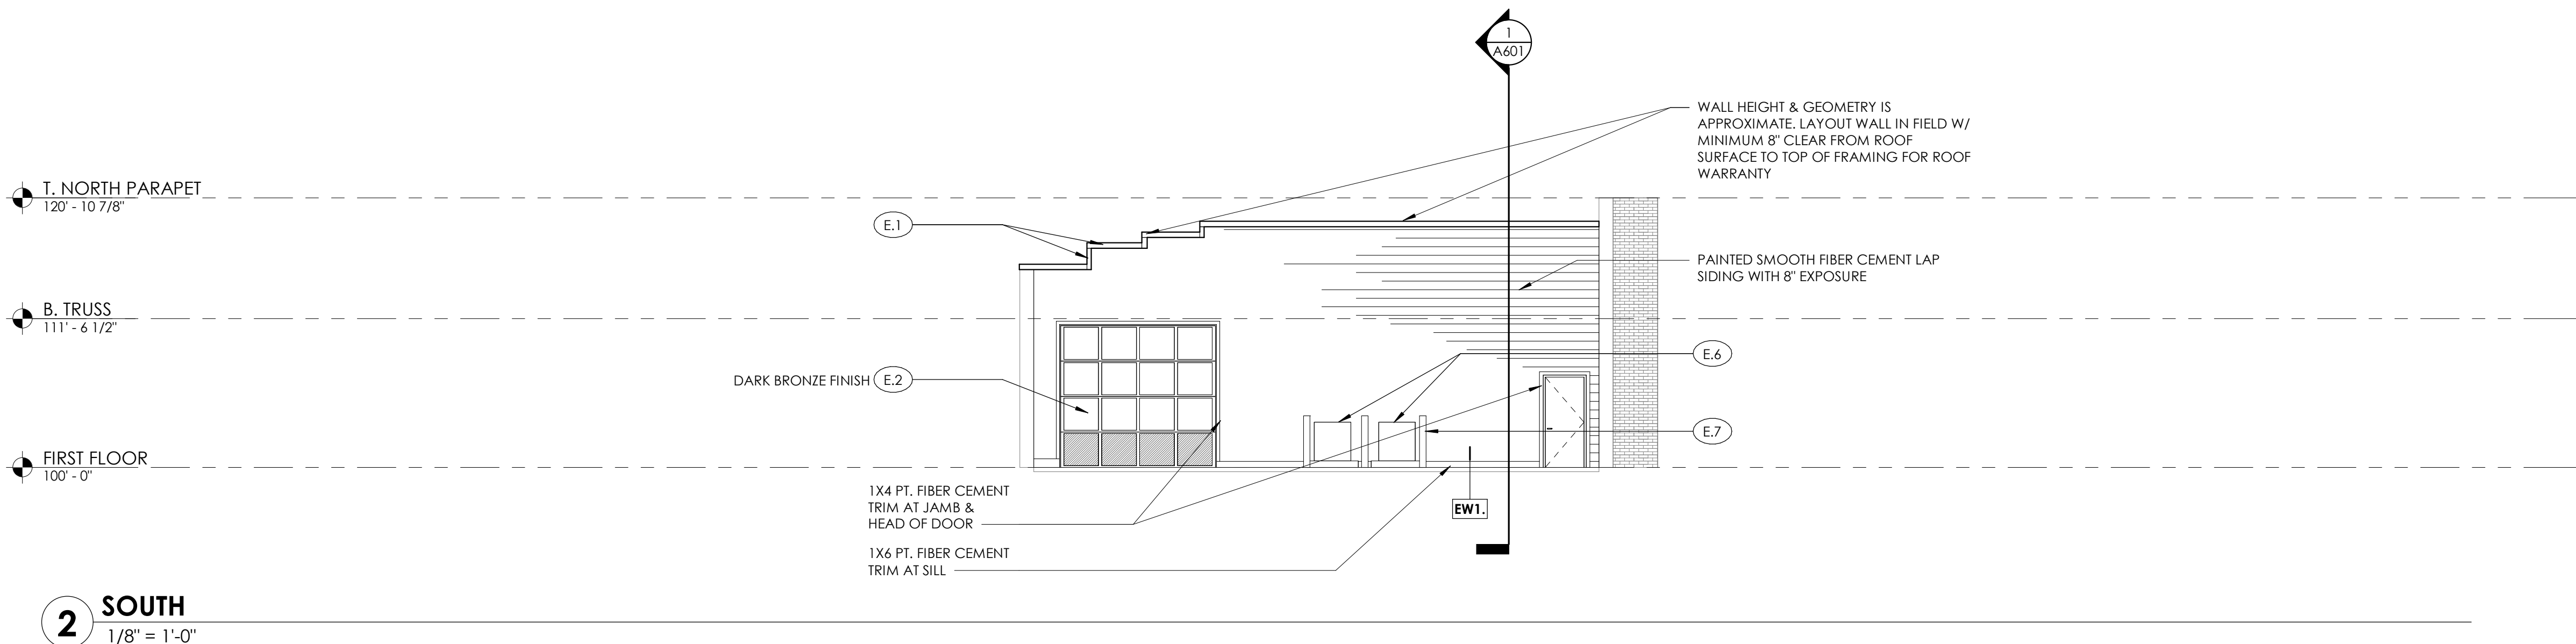 1
A601
WALL HEIGHT & GEOMETRY IS
APPROXIMATE. LAYOUT WALL IN FIELD W/
MINIMUM 8" CLEAR FROM ROOF
SURFACE TO TOP OF FRAMING FOR ROOF
WARRANTY
T. NORTH PARAPET
120' - 10 7/8"
E.1
PAINTED SMOOTH FIBER CEMENT LAP
SIDING WITH 8" EXPOSURE
B. TRUSS
111' - 6 1/2"
E.6
DARK BRONZE FINISH
E.2
E.7
FIRST FLOOR
100' - 0"
1X4 PT. FIBER CEMENT
TRIM AT JAMB &
HEAD OF DOOR
EW1.
1X6 PT. FIBER CEMENT
TRIM AT SILL
2
SOUTH
1/8" = 1'-0"